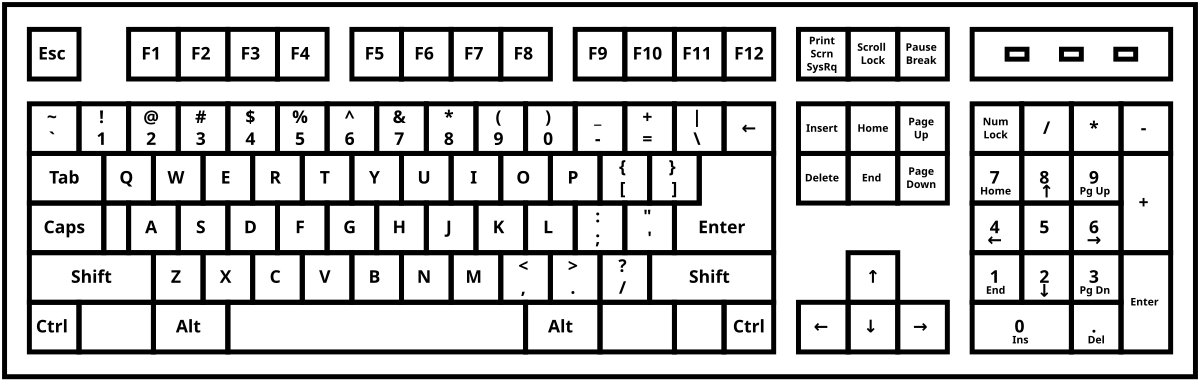 Esc F1 F2 F3 F4 F5 F6 F7 F8 F9 F10 F11 F12
Print
Scrn
SysRq
Scroll
Lock
Pause
Break
~ ! @ # $ % ^ & * ( ) _ + |
` 1 2 3 4 5 6 7 8 9 0 - = \ ←
Insert Home Page
Up
Num
Lock
/ * -
Tab Q W E R T Y U I O P { }
[ ]
Delete End Page
Down
7 8 9
Home ↑ Pg Up
+
Caps A S D F G H J K L : "
; '
Enter
4 5 6
← →
Shift Z X C V B N M < > ?
, . /
Shift
↑
1 2 3
End ↓ Pg Dn
Enter
Ctrl Alt Alt Ctrl
← ↓ →
0 .
Ins Del